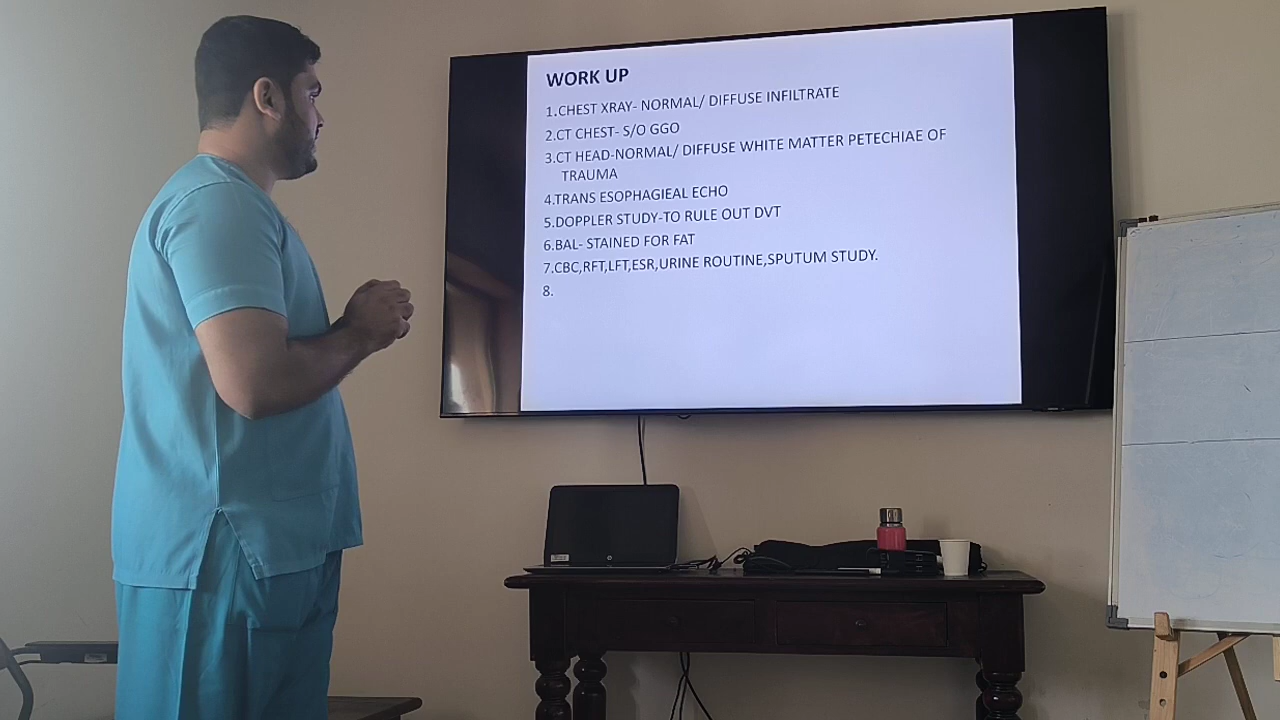 WORK UP
1.CHEST XRAY- NORMAL/ DIFFUSE INFILTRATE
2.CT CHEST- S/O GGO
3.CT HEAD-NORMAL/ DIFFUSE WHITE MATTER PETECHIAE OF
TRAUMA
4.TRANS ESOPHAGIEAL ECHO
5.DOPPLER STUDY-TO RULE OUT DVT
6.BAL- STAINED FOR FAT
7.CBC,RFT,LFT,ESR,URINE ROUTINE,SPUTUM STUDY.
8.